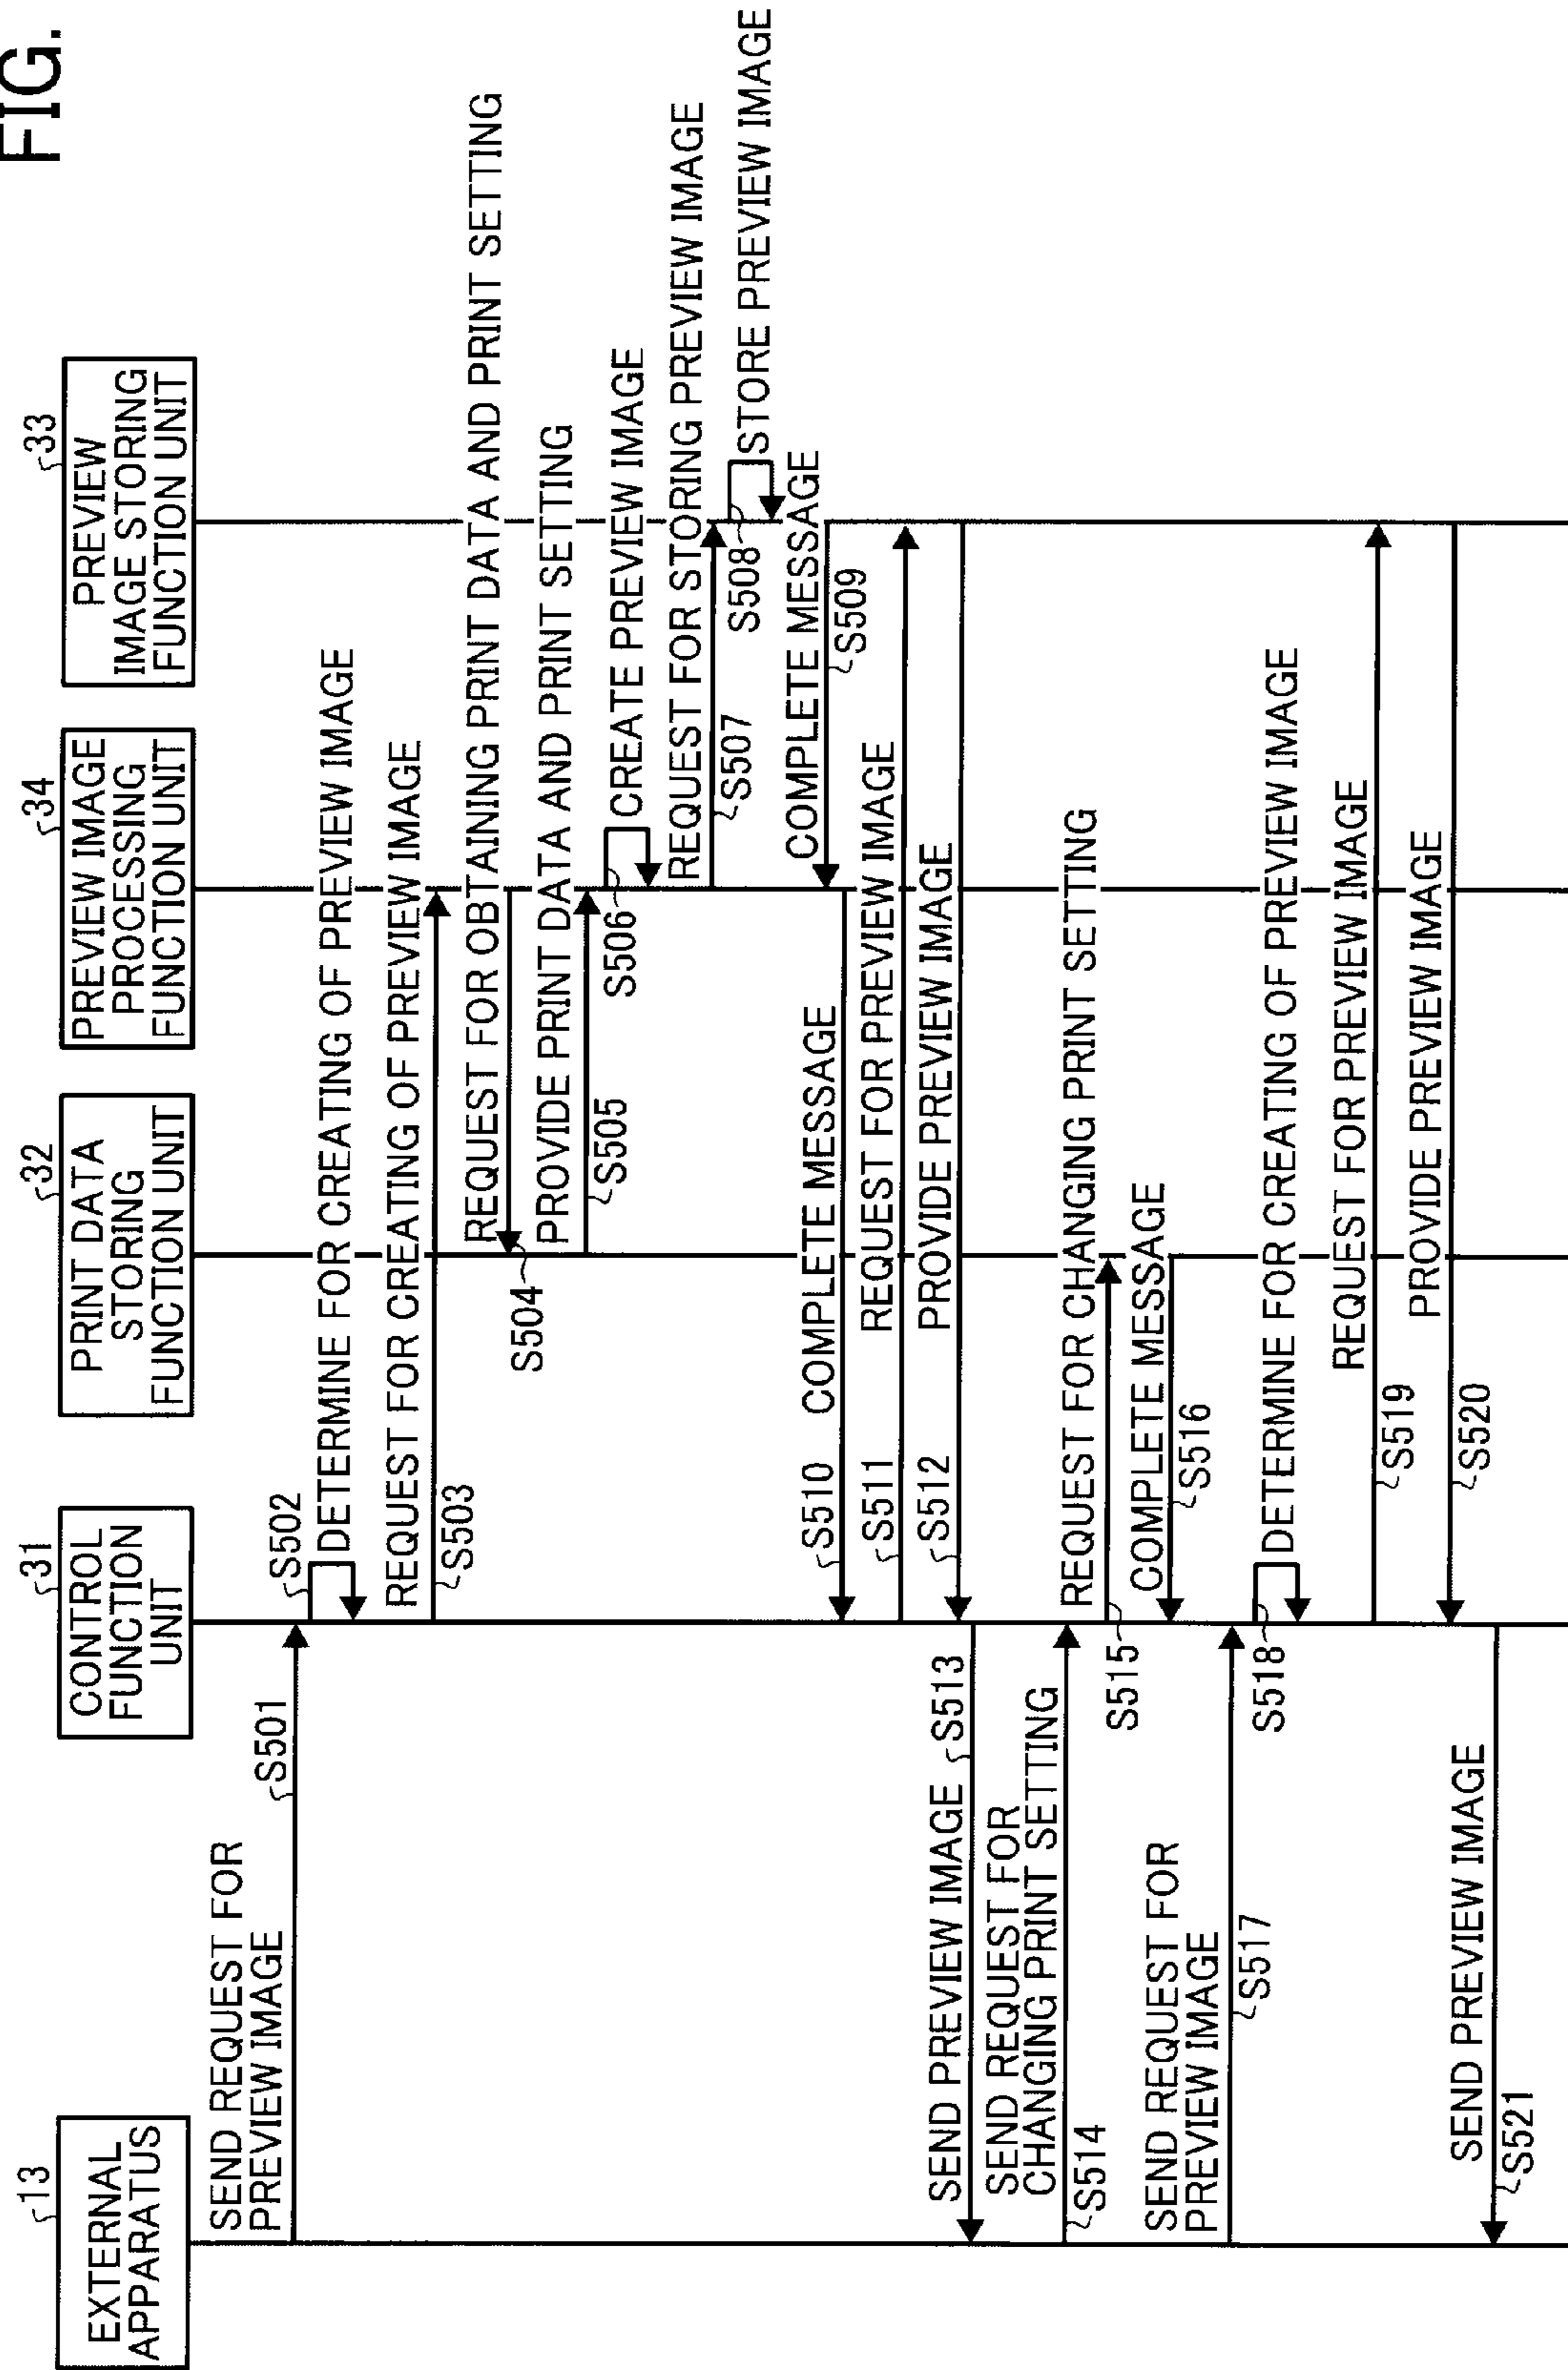 FIG.
13
EXTERNAL
APPARATUS
31
CONTROL
FUNCTION
UNIT
32
PRINT DATA
STORING
FUNCTION UNIT
34
PREVIEW IMAGE
PROCESSING
FUNCTION UNIT
33
PREVIEW
IMAGE STORING
FUNCTION UNIT
SEND REQUEST FOR
PREVIEW IMAGE
S501
S502
DETERMINE FOR CREATING OF PREVIEW IMAGE
REQUEST FOR CREATING OF PREVIEW IMAGE
S503
REQUEST FOR OBTAINING PRINT DATA AND PRINT SETTING
S504
PROVIDE PRINT DATA AND PRINT SETTING
S505
CREATE PREVIEW IMAGE
S506
REQUEST FOR STORING PREVIEW IMAGE
S507
STORE PREVIEW IMAGE
S508
COMPLETE MESSAGE
S509
S510
COMPLETE MESSAGE
S511
REQUEST FOR PREVIEW IMAGE
S512
PROVIDE PREVIEW IMAGE
SEND PREVIEW IMAGE
S513
SEND REQUEST FOR
CHANGING PRINT SETTING
S514
REQUEST FOR CHANGING PRINT SETTING
S515
COMPLETE MESSAGE
S516
SEND REQUEST FOR
PREVIEW IMAGE
S517
DETERMINE FOR CREATING OF PREVIEW IMAGE
S518
REQUEST FOR PREVIEW IMAGE
S519
PROVIDE PREVIEW IMAGE
S520
SEND PREVIEW IMAGE
S521